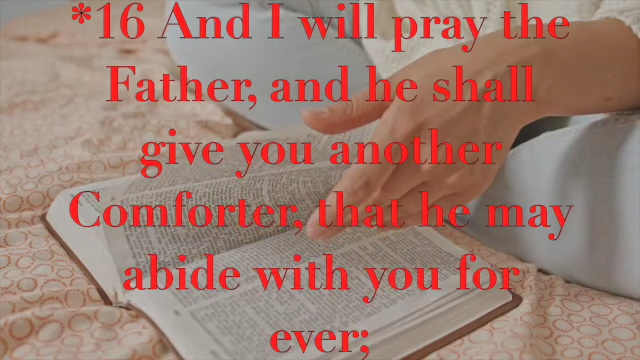 *16 And I will pray the
Father, and he shall
give you another
Comforter, that he may
abide with you for
ever;